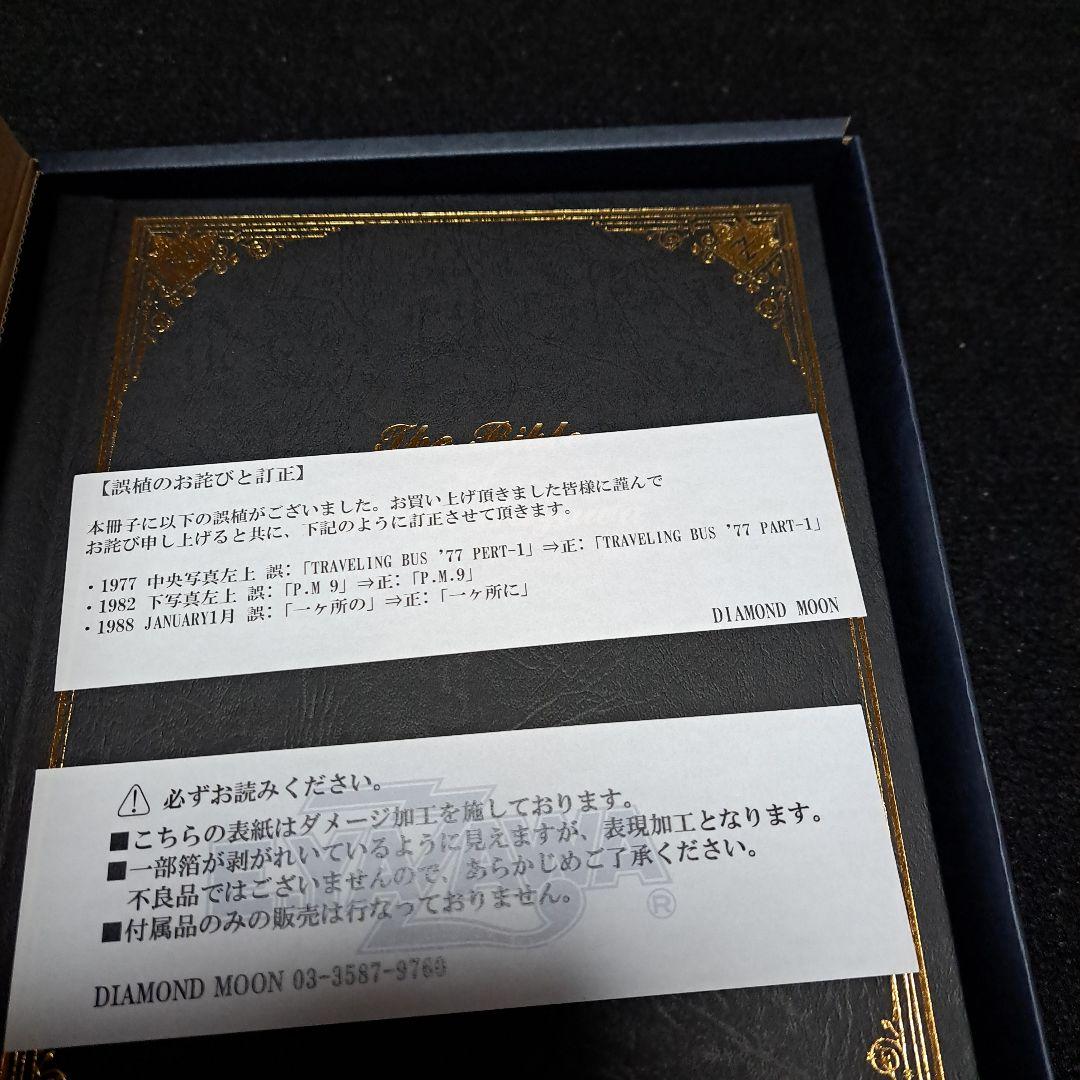 The Bible
【誤植のお詫びと訂正】
本冊子に以下の誤植がございました。お買い上げ頂きました皆様に謹んで
お詫び申し上げると共に、下記のように訂正させて頂きます。
・1977 中央写真左上 誤:「TRAVELING BUS '77 PERT-1」⇒正:「TRAVELING BUS '77 PART-1」
・1982 下写真左上 誤:「P.M 9」⇒正:「P.M.9」
・1988 JANUARY1月 誤:「一ヶ所の」⇒正:「一ヶ所に」
DIAMOND MOON
必ずお読みください。
■こちらの表紙はダメージ加工を施しております。
■一部箔が剥がれいているように見えますが、表現加工となります。
不良品ではございませんので、あらかじめご了承ください。
■付属品のみの販売は行なっておりません。
DIAMOND MOON 03-3587-9760